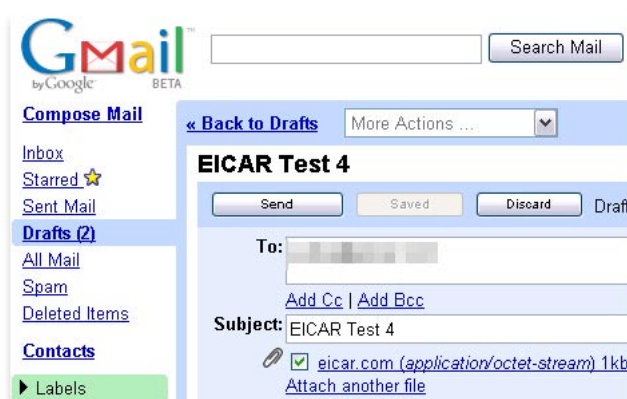 Gmail
by Google BETA
Search Mail
Compose Mail
Inbox
Starred
Sent Mail
Drafts (2)
All Mail
Spam
Deleted Items
Contacts
Labels
« Back to Drafts More Actions ...
EICAR Test 4
Send Saved Discard Draft
To:
Add Cc | Add Bcc
Subject: EICAR Test 4
eicar.com (application/octet-stream) 1kb
Attach another file